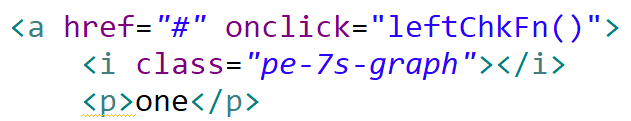 <a href="#" onclick="leftChkFn()">
<i class="pe-7s-graph"></i>
<p>one</p>